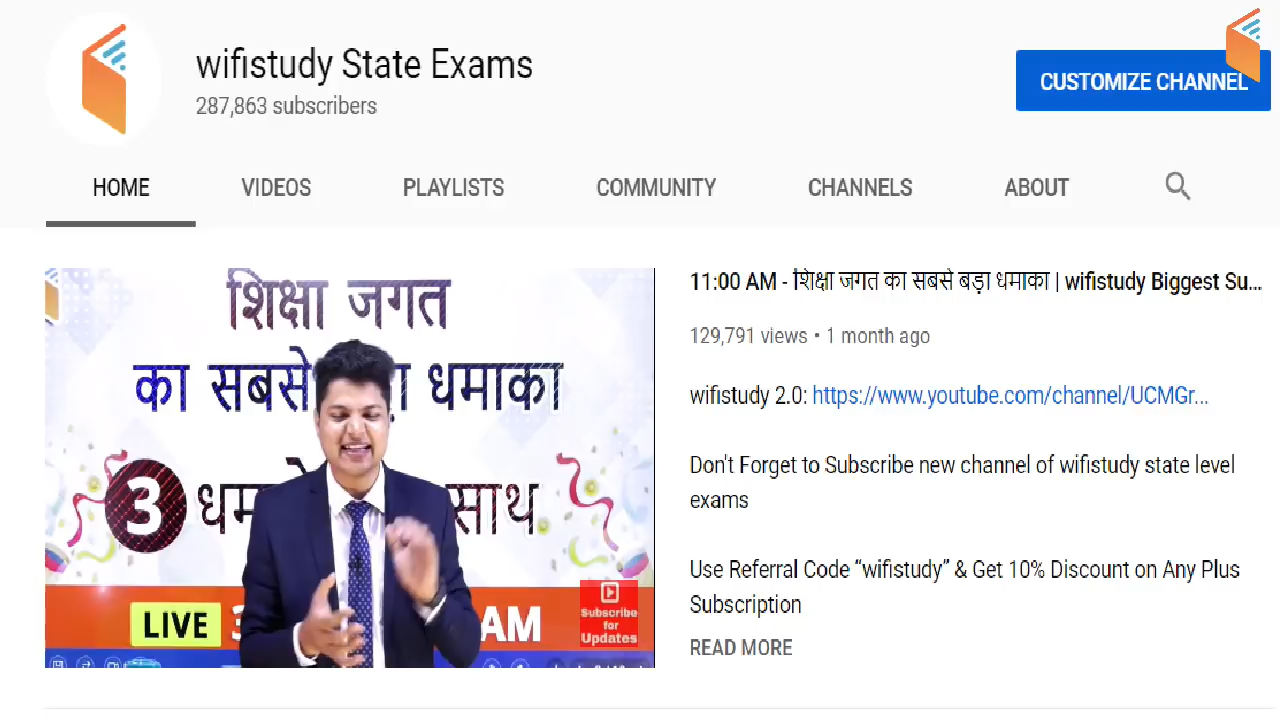 wifistudy State Exams
287,863 subscribers
CUSTOMIZE CHANNEL
HOME VIDEOS PLAYLISTS COMMUNITY CHANNELS ABOUT
शिक्षा जगत
का सबसे धमाका
3 साथ
LIVE AM
Subscribe
for
Updates
11:00 AM - शिक्षा जगत का सबसे बड़ा धमाका | wifistudy Biggest Su...
129,791 views • 1 month ago
wifistudy 2.0: https://www.youtube.com/channel/UCMGr...
Don't Forget to Subscribe new channel of wifistudy state level
exams
Use Referral Code “wifistudy” & Get 10% Discount on Any Plus
Subscription
READ MORE